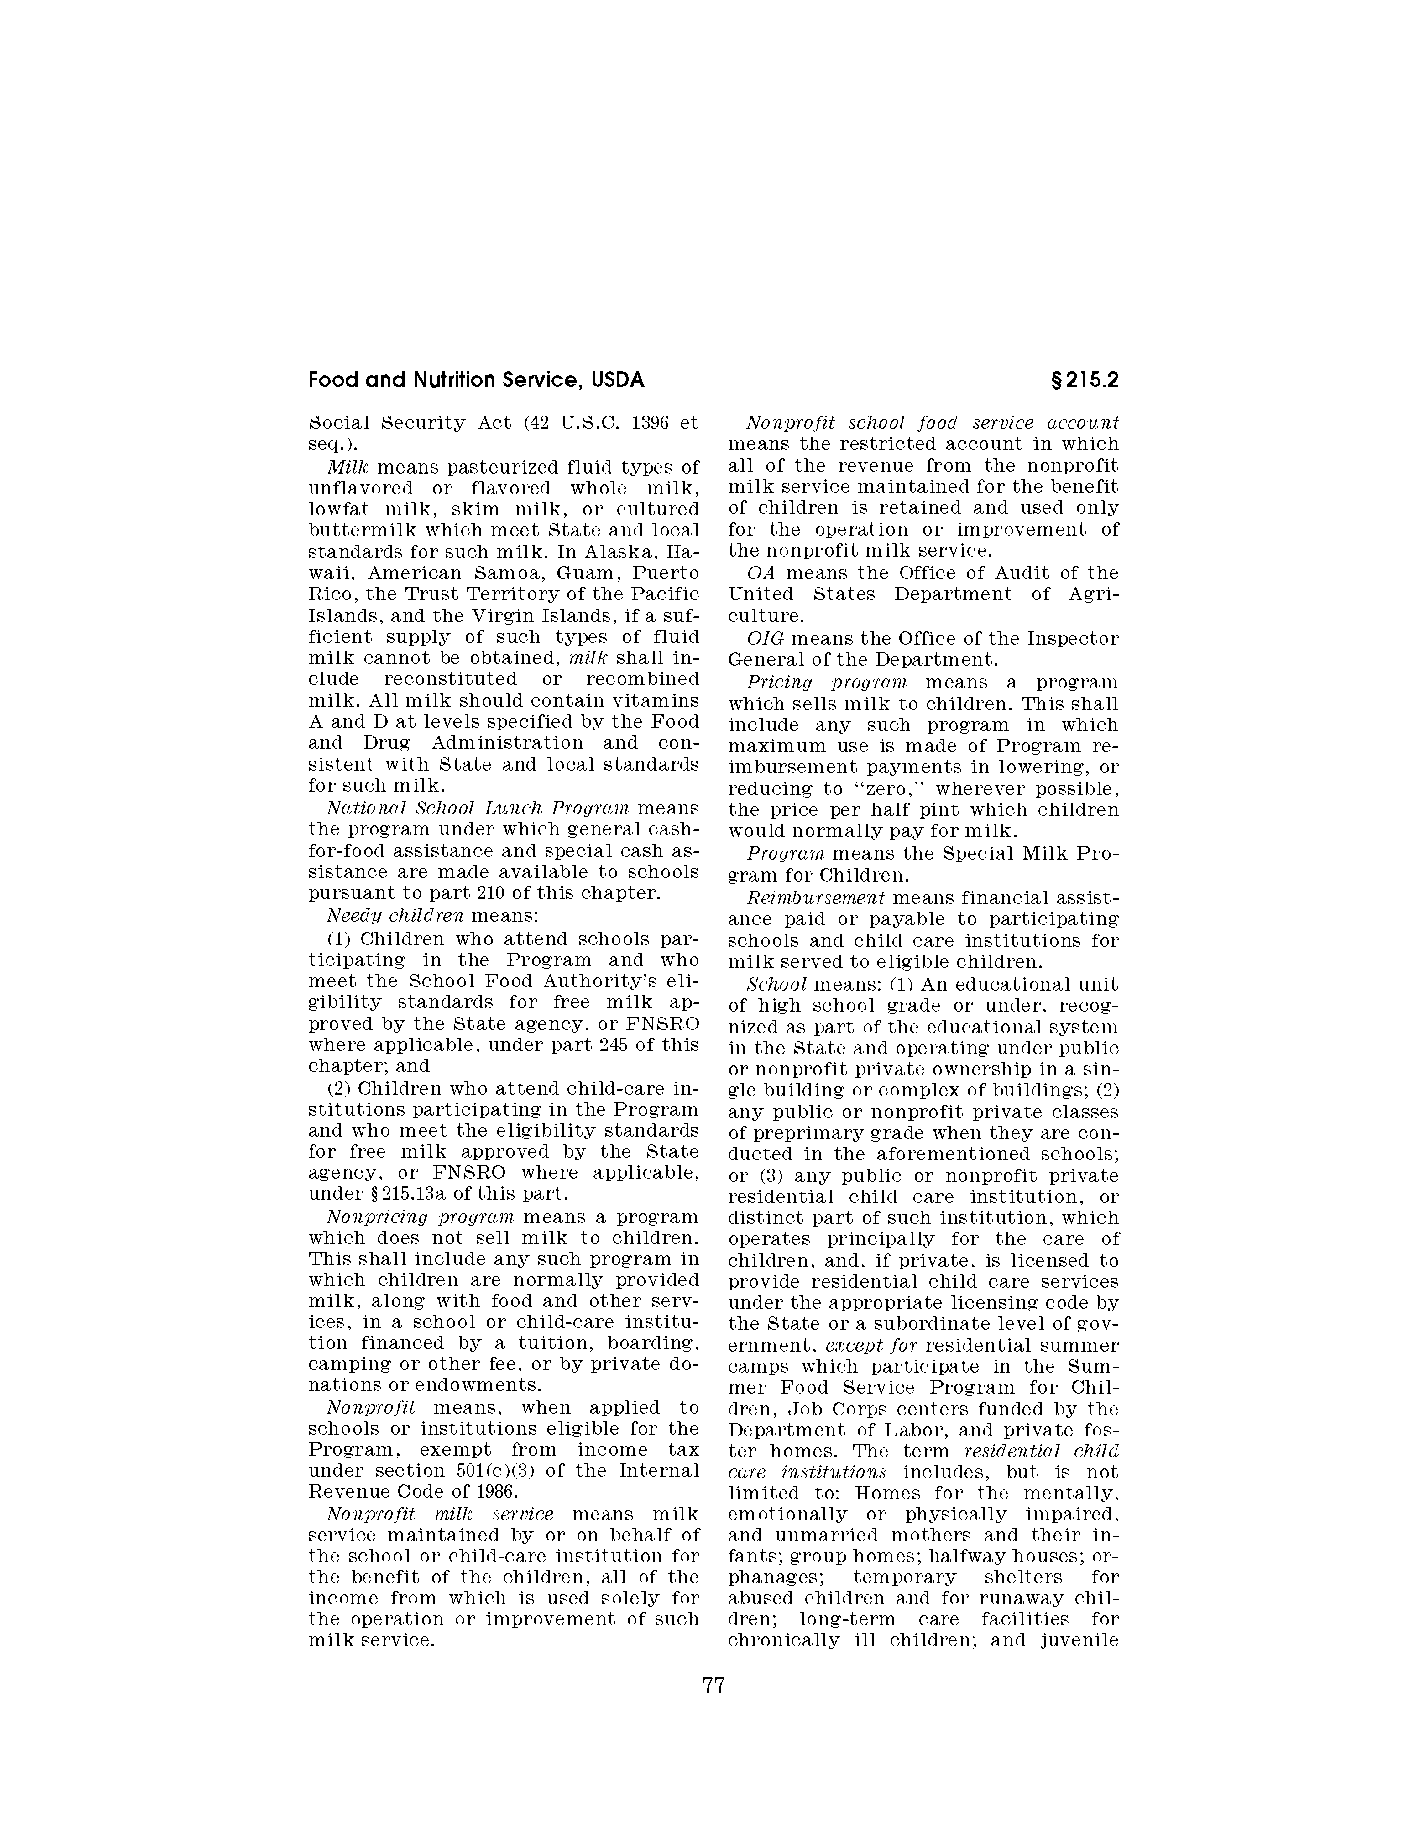 Food and Nutrition Service, USDA
§ 215.2
Social Security Act (42 U.S.C. 1396 et
seq.).
Milk means pasteurized fluid types of
unflavored or flavored whole milk,
lowfat milk, skim milk, or cultured
buttermilk which meet State and local
standards for such milk. In Alaska, Ha-
waii, American Samoa, Guam, Puerto
Rico, the Trust Territory of the Pacific
Islands, and the Virgin Islands, if a suf-
ficient supply of such types of fluid
milk cannot be obtained, milk shall in-
clude reconstituted or recombined
milk. All milk should contain vitamins
A and D at levels specified by the Food
and Drug Administration and con-
sistent with State and local standards
for such milk.
National School Lunch Program means
the program under which general cash-
for-food assistance and special cash as-
sistance are made available to schools
pursuant to part 210 of this chapter.
Needy children means:
(1) Children who attend schools par-
ticipating in the Program and who
meet the School Food Authority's eli-
gibility standards for free milk ap-
proved by the State agency, or FNSRO
where applicable, under part 245 of this
chapter; and
(2) Children who attend child-care in-
stitutions participating in the Program
and who meet the eligibility standards
for free milk approved by the State
agency, or FNSRO where applicable,
under § 215.13a of this part.
Nonpricing program means a program
which does not sell milk to children.
This shall include any such program in
which children are normally provided
milk, along with food and other serv-
ices, in a school or child-care institu-
tion financed by a tuition, boarding,
camping or other fee, or by private do-
nations or endowments.
Nonprofit means, when applied to
schools or institutions eligible for the
Program, exempt from income tax
under section 501(c)(3) of the Internal
Revenue Code of 1986.
Nonprofit milk service means milk
service maintained by or on behalf of
the school or child-care institution for
the benefit of the children, all of the
income from which is used solely for
the operation or improvement of such
milk service.
Nonprofit school food service account
means the restricted account in which
all of the revenue from the nonprofit
milk service maintained for the benefit
of children is retained and used only
for the operation or improvement of
the nonprofit milk service.
OA means the Office of Audit of the
United States Department of Agri-
culture.
OIG means the Office of the Inspector
General of the Department.
Pricing program means a program
which sells milk to children. This shall
include any such program in which
maximum use is made of Program re-
imbursement payments in lowering, or
reducing to “zero,” wherever possible,
the price per half pint which children
would normally pay for milk.
Program means the Special Milk Pro-
gram for Children.
Reimbursement means financial assist-
ance paid or payable to participating
schools and child care institutions for
milk served to eligible children.
School means: (1) An educational unit
of high school grade or under, recog-
nized as part of the educational system
in the State and operating under public
or nonprofit private ownership in a sin-
gle building or complex of buildings; (2)
any public or nonprofit private classes
of preprimary grade when they are con-
ducted in the aforementioned schools;
or (3) any public or nonprofit private
residential child care institution, or
distinct part of such institution, which
operates principally for the care of
children, and, if private, is licensed to
provide residential child care services
under the appropriate licensing code by
the State or a subordinate level of gov-
ernment, except for residential summer
camps which participate in the Sum-
mer Food Service Program for Chil-
dren, Job Corps centers funded by the
Department of Labor, and private fos-
ter homes. The term residential child
care institutions includes, but is not
limited to: Homes for the mentally,
emotionally or physically impaired,
and unmarried mothers and their in-
fants; group homes; halfway houses; or-
phanages; temporary shelters for
abused children and for runaway chil-
dren; long-term care facilities for
chronically ill children; and juvenile
77